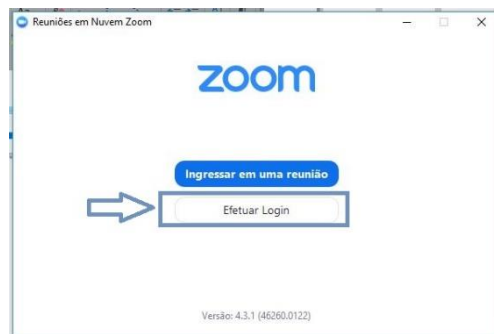 Reuniões em Nuvem Zoom
zoom
Ingressar em uma reunião
Efetuar Login
Versão: 4.3.1 (46260.0122)